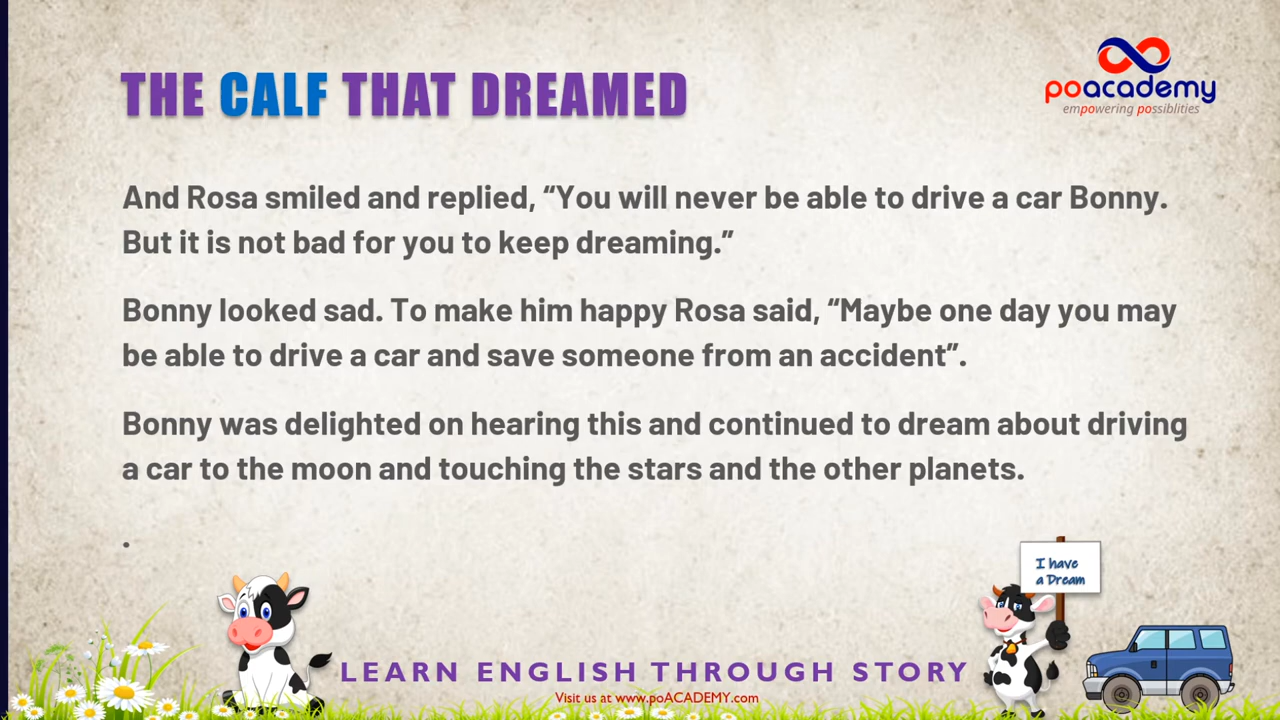 THE CALF THAT DREAMED
poacademy
empowering possiblities
And Rosa smiled and replied, “You will never be able to drive a car Bonny.
But it is not bad for you to keep dreaming.”
Bonny looked sad. To make him happy Rosa said, “Maybe one day you may
be able to drive a car and save someone from an accident”.
Bonny was delighted on hearing this and continued to dream about driving
a car to the moon and touching the stars and the other planets.
.
I have
a Dream
LEARN ENGLISH THROUGH STORY
Visit us at www.poACADEMY.com